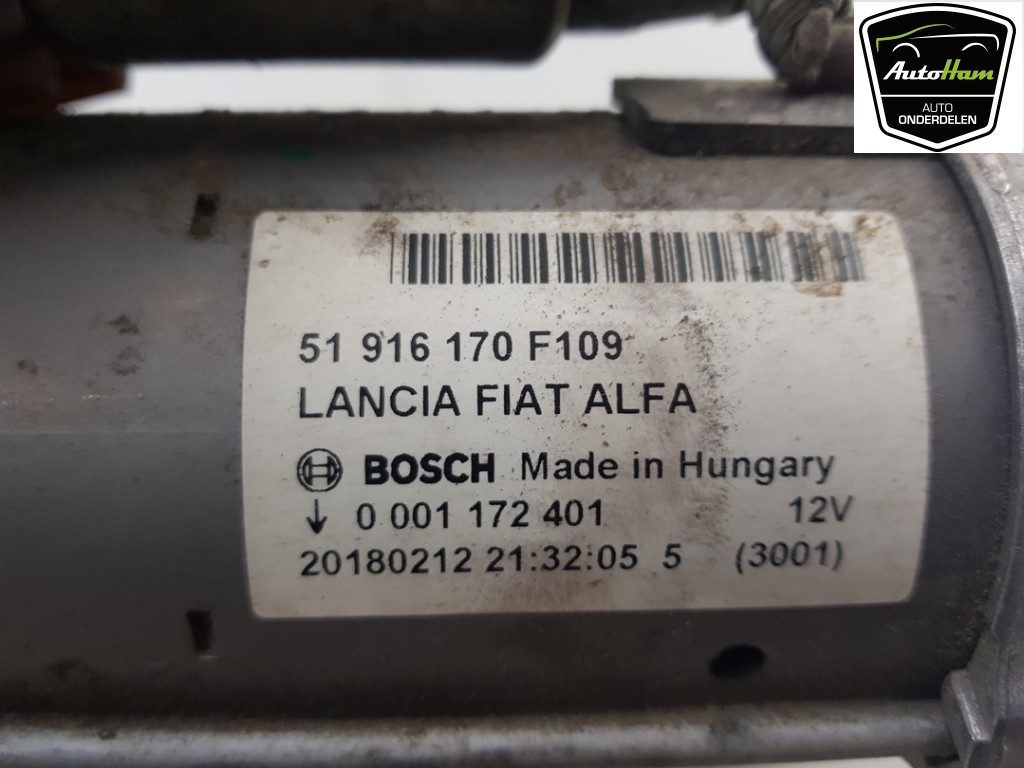 AutoHam
AUTO
ONDERDELEN
51 916 170 F109
LANCIA FIAT ALFA
BOSCH Made in Hungary
↓ 0 001 172 401 12V
20180212 21:32:05 5 (3001)